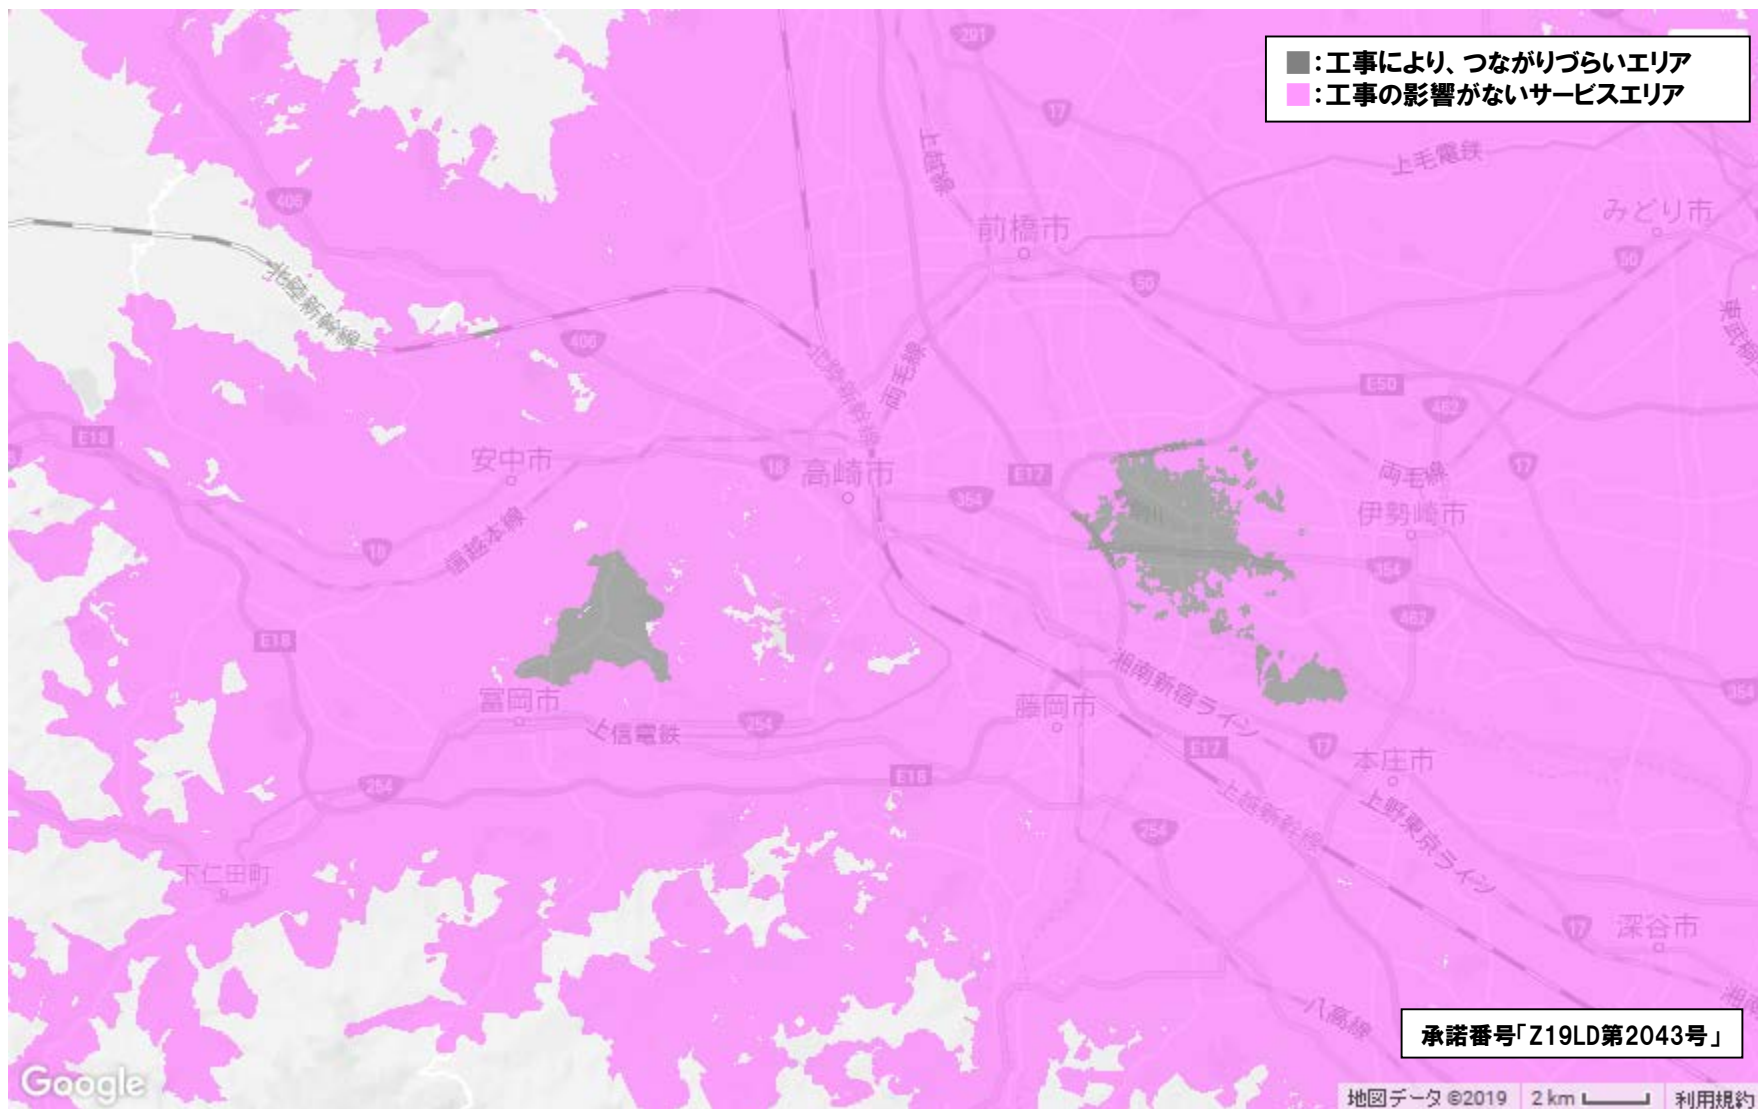 291
■:工事により、つながりづらいエリア
■:工事の影響がないサービスエリア
17
上越線
上毛電鉄
406
みどり市
前橋市
50
50
北陸新幹線
東武桐
406
北陸新幹線
両毛線
E50
462
E18
安中市
18
高崎市
E17
354
両毛線
17
伊勢崎市
18
信越本線
354
462
E18
湘南新宿ライン
354
富岡市
上信電鉄
254
藤岡市
E17
17
本庄市
254
E18
上越新幹線
上野東京ライン
254
下仁田町
17
深谷市
八高線
湘南
承諾番号「Z19LD第2043号」
Google
地図データ ©2019 2 km 利用規約